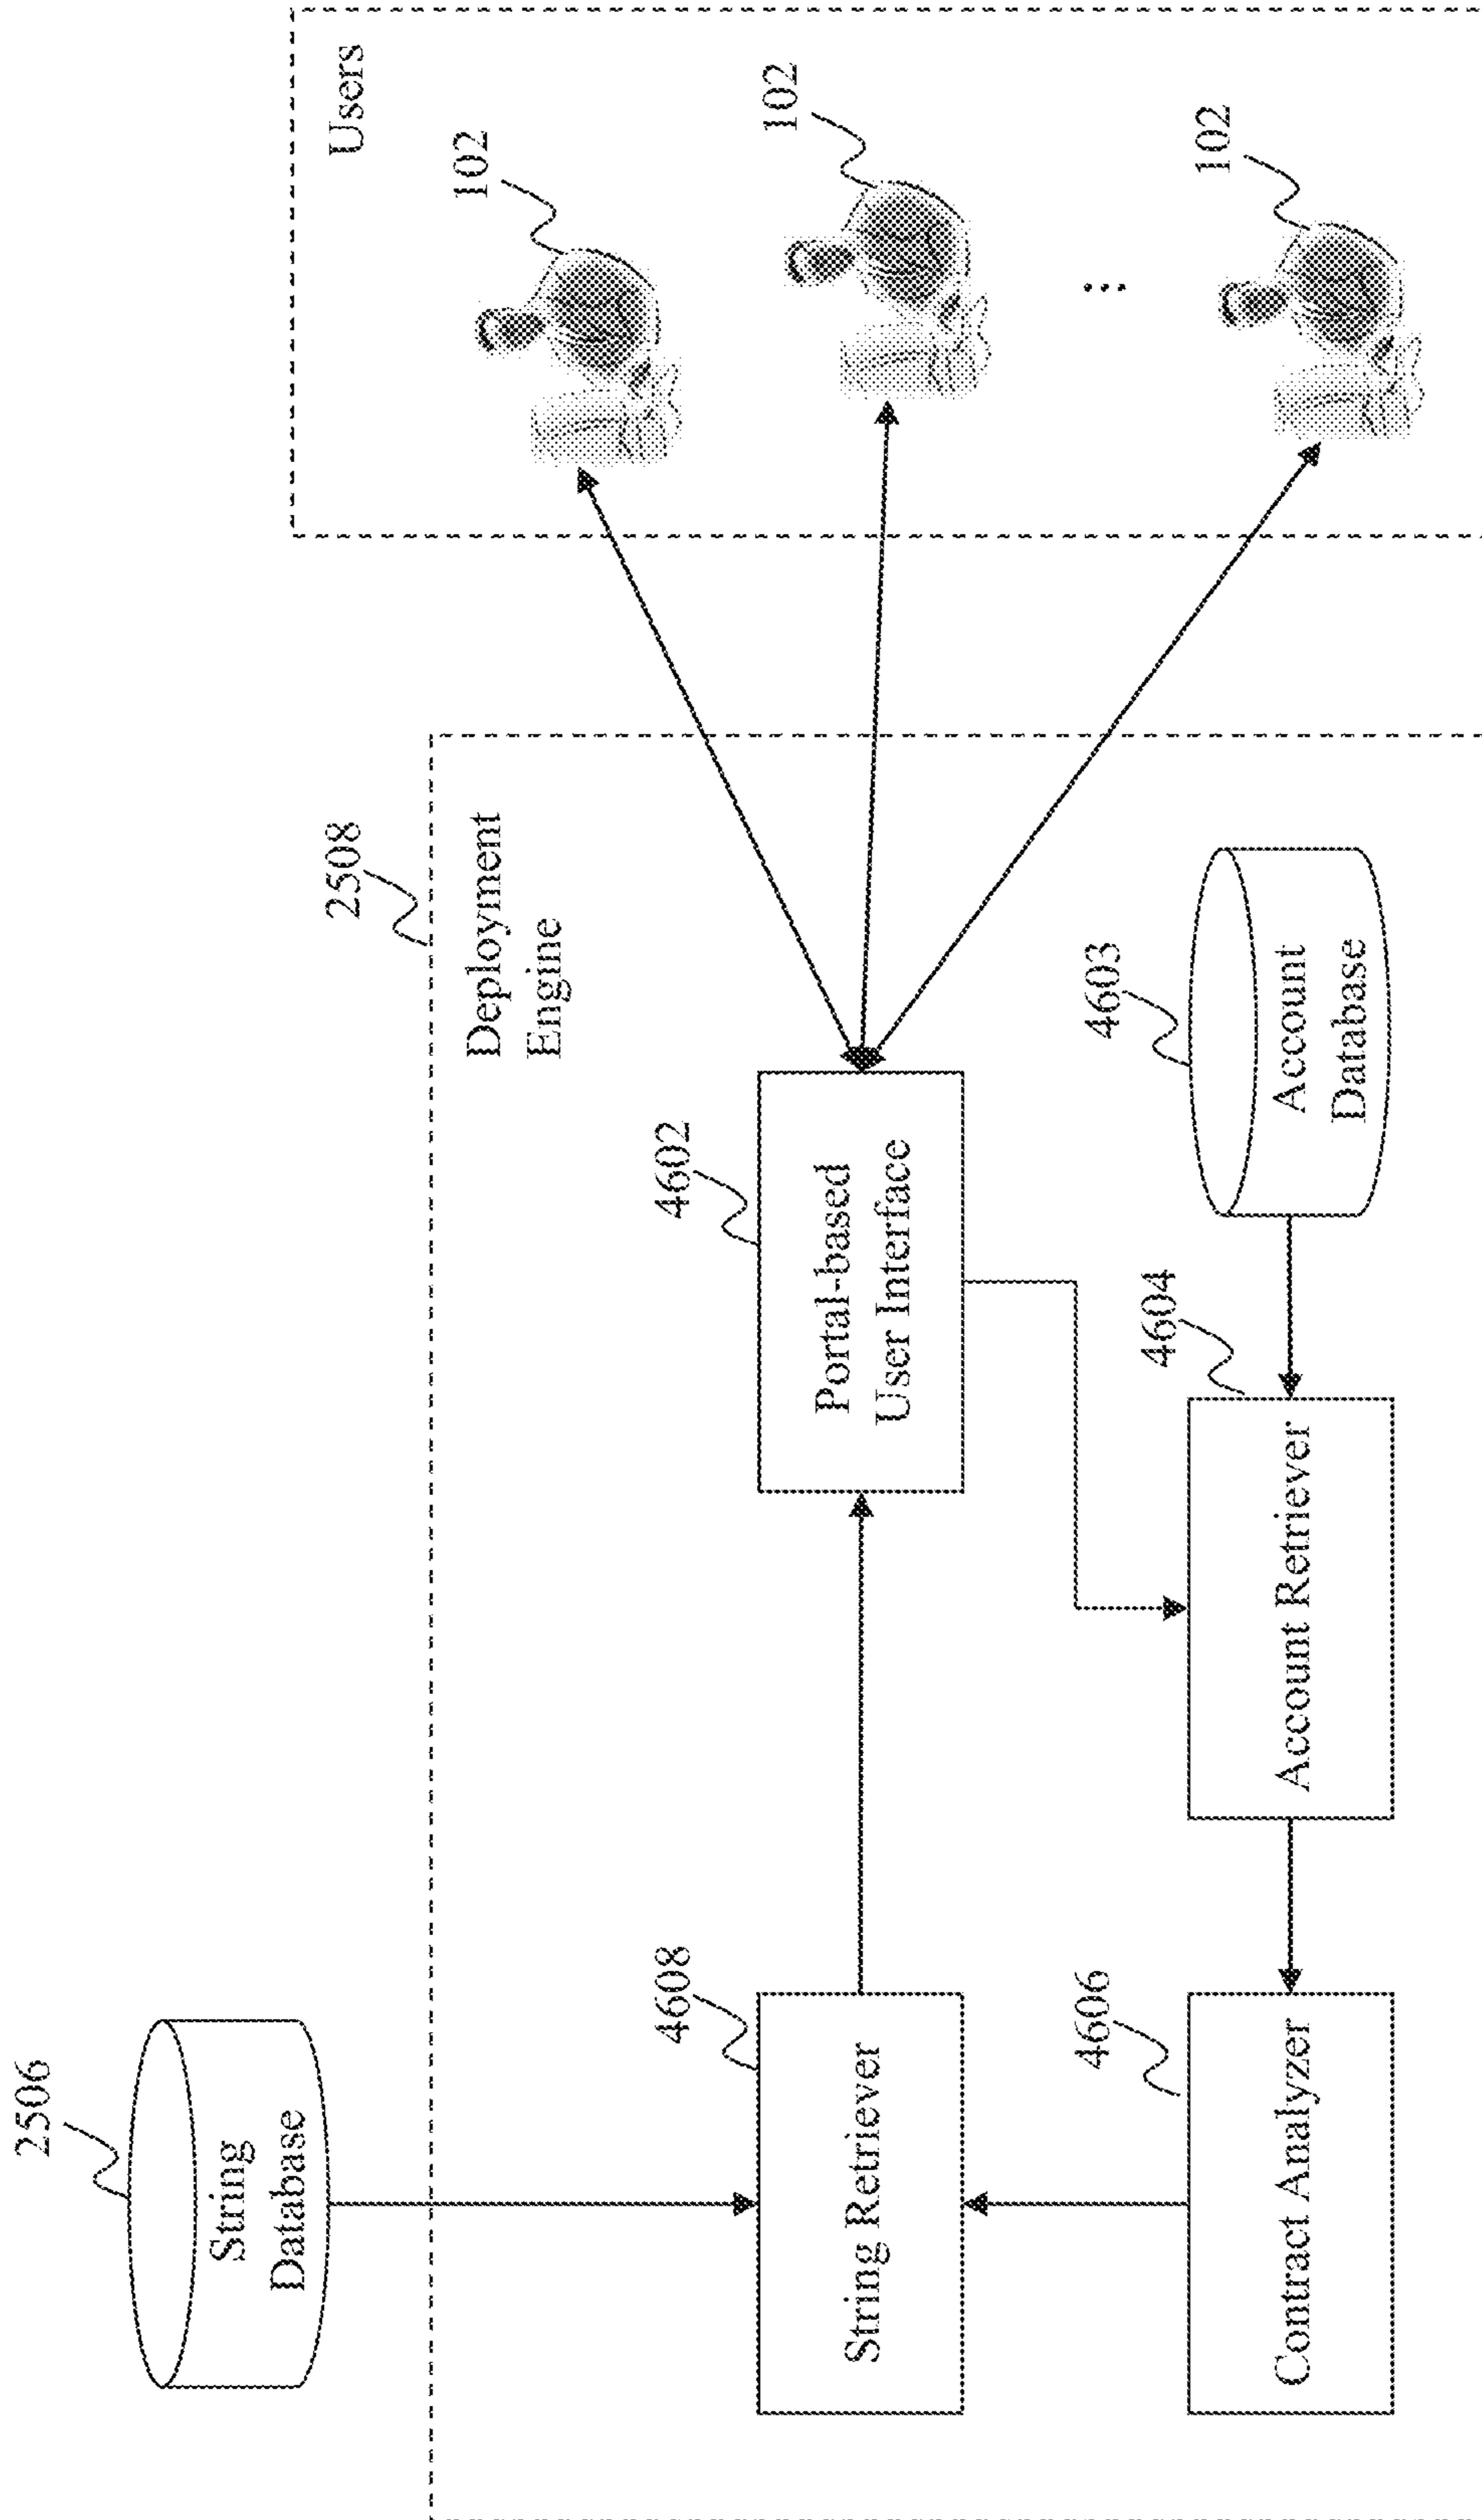 2506
String
Database
2508
Deployment
Engine
Users
102
102
102
4608
String Retriever
4602
Portal-based
User Interface
4606
Contract Analyzer
4604
Account Retriever
4603
Account
Database